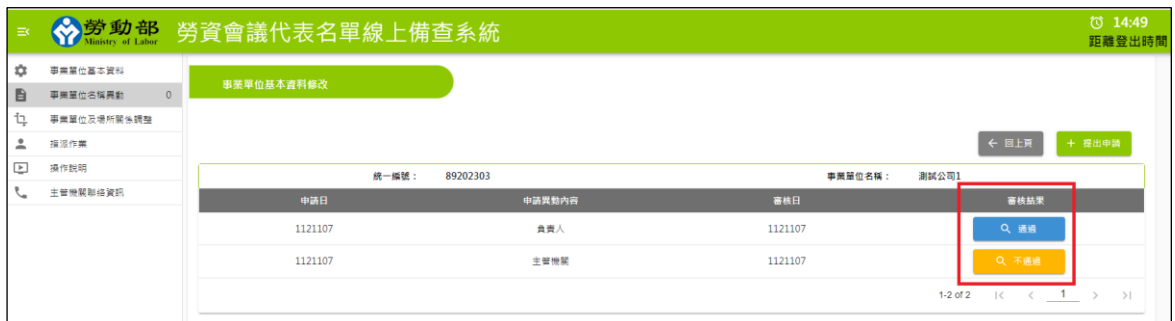 勞動部
Ministry of Labor
勞資會議代表名單線上備查系統
14:49
距離登出時間
事業單位基本資料
事業單位名稱異動 0
事業單位及場所關係調整
指派作業
操作說明
主管機關聯絡資訊
事業單位基本資料修改
回上頁
提出申請
統一編號： 89202303 事業單位名稱： 測試公司1
申請日 申請異動內容 審核日 審核結果
1121107 負責人 1121107 通過
1121107 主管機關 1121107 不通過
1-2 of 2 |< < 1 > >|